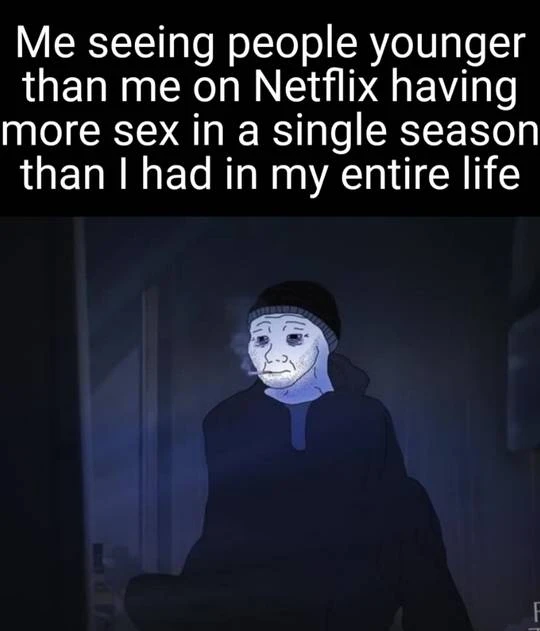 Me seeing people younger
than me on Netflix having
more sex in a single season
than I had in my entire life